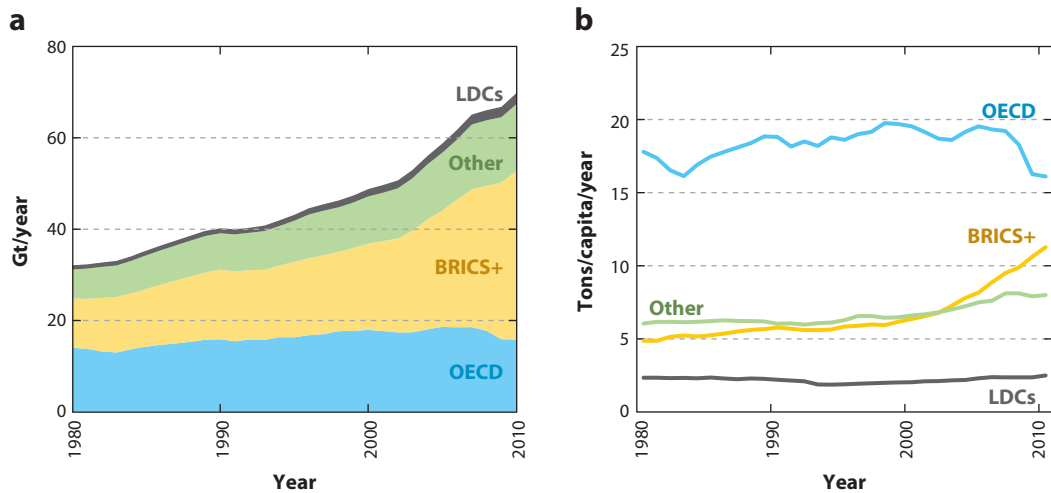 a
80
60
40
20
0
Gt/year
LDCs
Other
BRICS+
OECD
1980
1990
2000
2010
Year
b
25
20
15
10
5
0
Tons/capita/year
OECD
BRICS+
Other
LDCs
1980
1990
2000
2010
Year